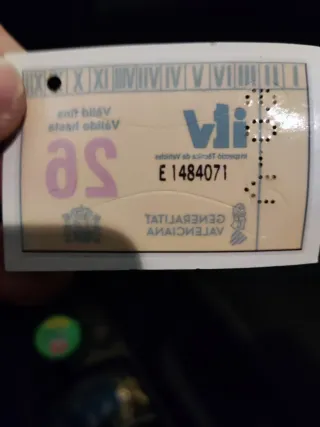 I II III IV V VI VII VIII IX X XI XII
Vàlid fins
Válido hasta
26
itv
Inspección Técnica de Vehículos
E 1484071
GENERALITAT
VALENCIANA